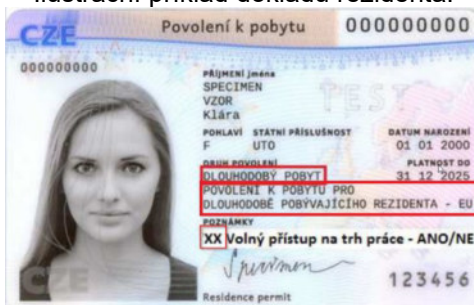 Ilustrační příklad dokladu rezidenta:
CZE
Povolení k pobytu
000000000
000000000
PŘÍJMENÍ Jména
SPECIMEN
VZOR
Klára
POHLAVÍ STÁTNÍ PŘÍSLUŠNOST DATUM NAROZENÍ
F UTO 01 01 2000
DRUH POVOLENÍ PLATNOST DO
DLOUHODOBÝ POBYT 31 12 2025
POVOLENÍ K POBYTU PRO
DLOUHODOBĚ POBÝVAJÍCÍHO REZIDENTA - EU
POZNÁMKY
XX Volný přístup na trh práce - ANO/NE
Specimen
123456
Residence permit
CZE
TEST